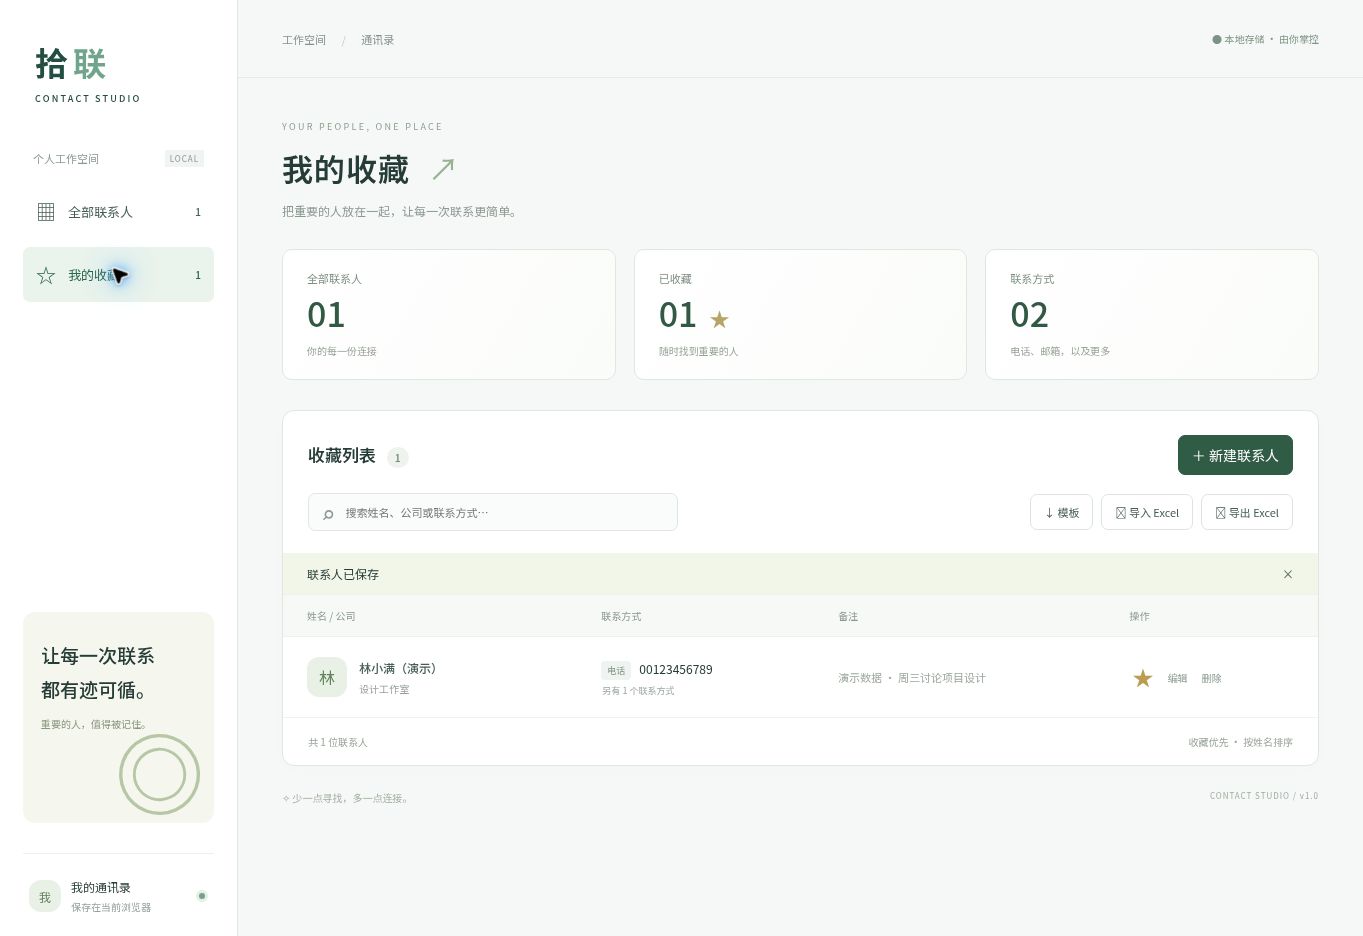 拾联
CONTACT STUDIO
个人工作空间 LOCAL
全部联系人 1
我的收藏 1
让每一次联系
都有迹可循。
重要的人，值得被记住。
我 我的通讯录
保存在当前浏览器
工作空间 / 通讯录
本地存储 · 由你掌控
YOUR PEOPLE, ONE PLACE
我的收藏 ↗
把重要的人放在一起，让每一次联系更简单。
全部联系人
01
你的每一份连接
已收藏
01 ★
随时找到重要的人
联系方式
02
电话、邮箱，以及更多
收藏列表 1
＋ 新建联系人
搜索姓名、公司或联系方式…
↓ 模板
导入 Excel
导出 Excel
联系人已保存 ×
姓名 / 公司 联系方式 备注 操作
林 林小满（演示）
设计工作室
电话 00123456789
另有 1 个联系方式
演示数据 · 周三讨论项目设计
★ 编辑 删除
共 1 位联系人
收藏优先 · 按姓名排序
✧ 少一点寻找，多一点连接。
CONTACT STUDIO / v1.0